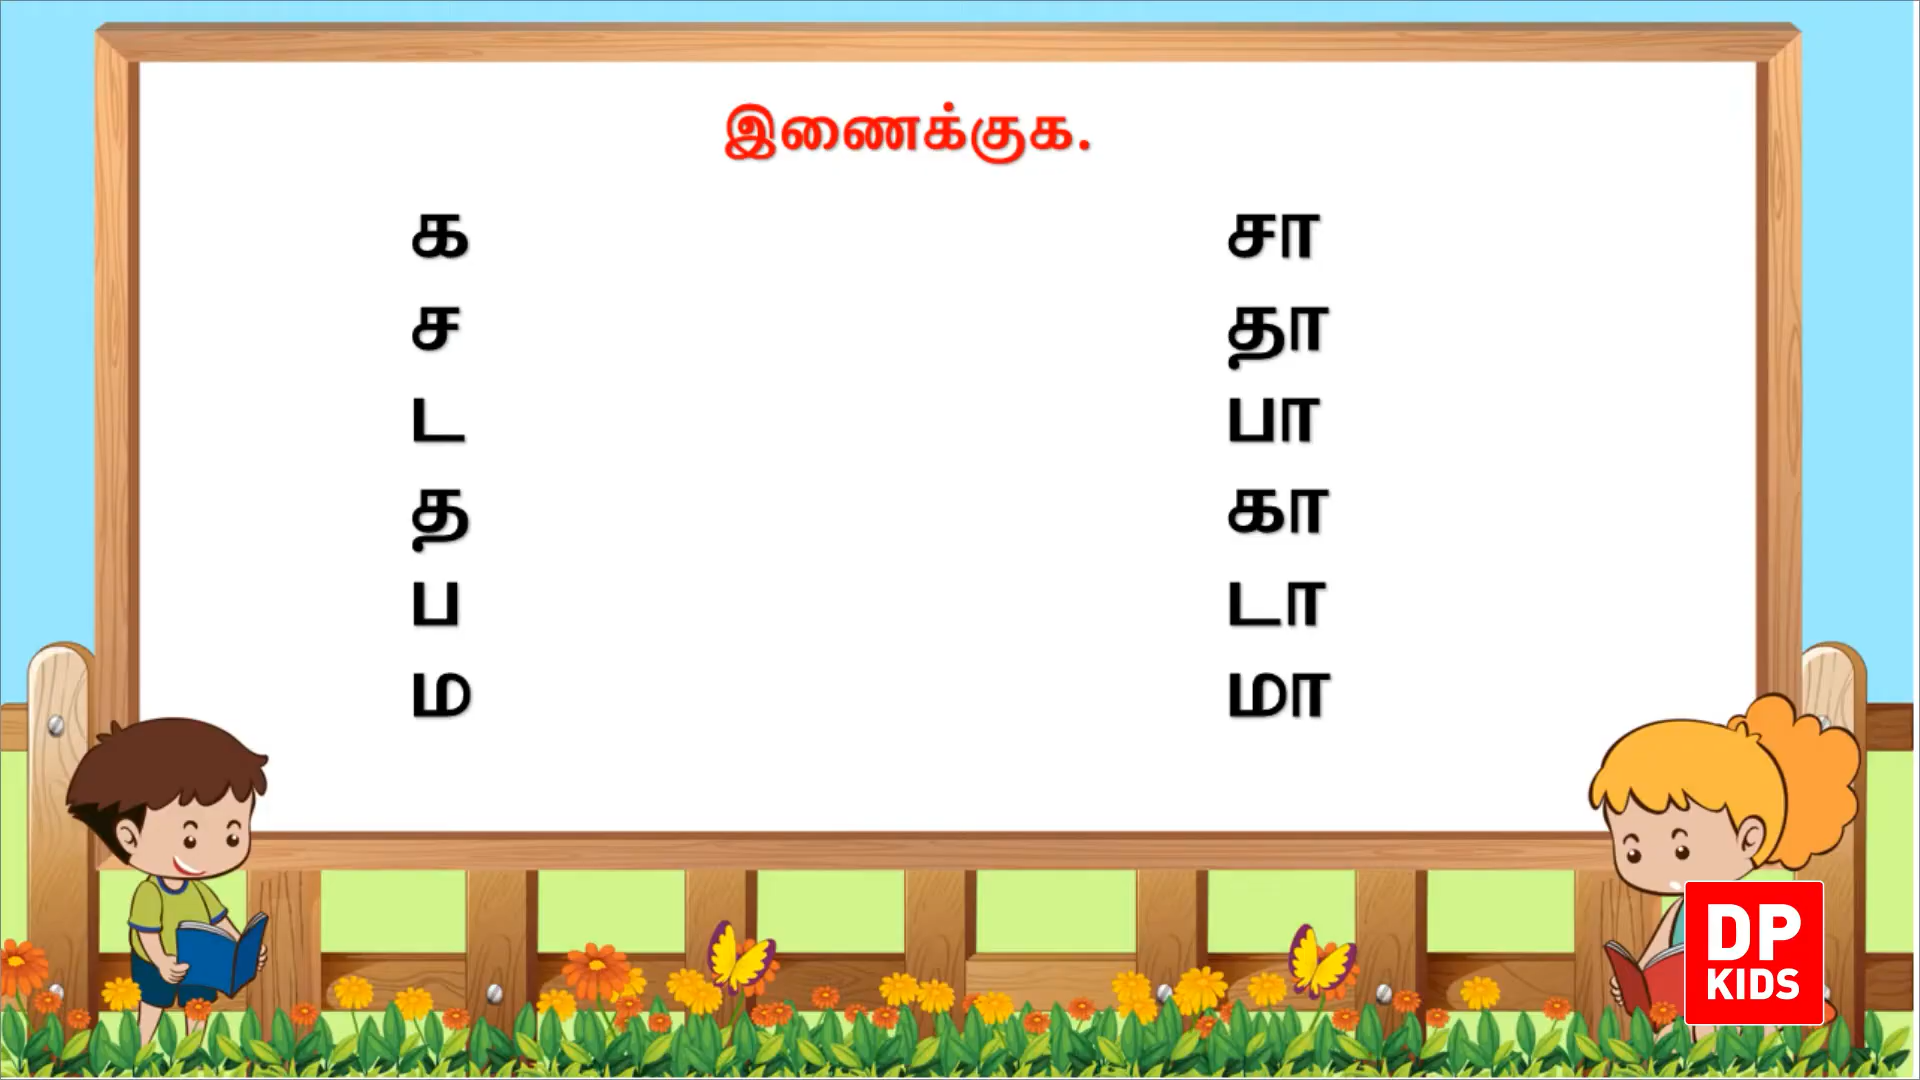 இணைக்குக.
க சா
ச தா
ட பா
த கா
ப டா
ம மா
DP
KIDS